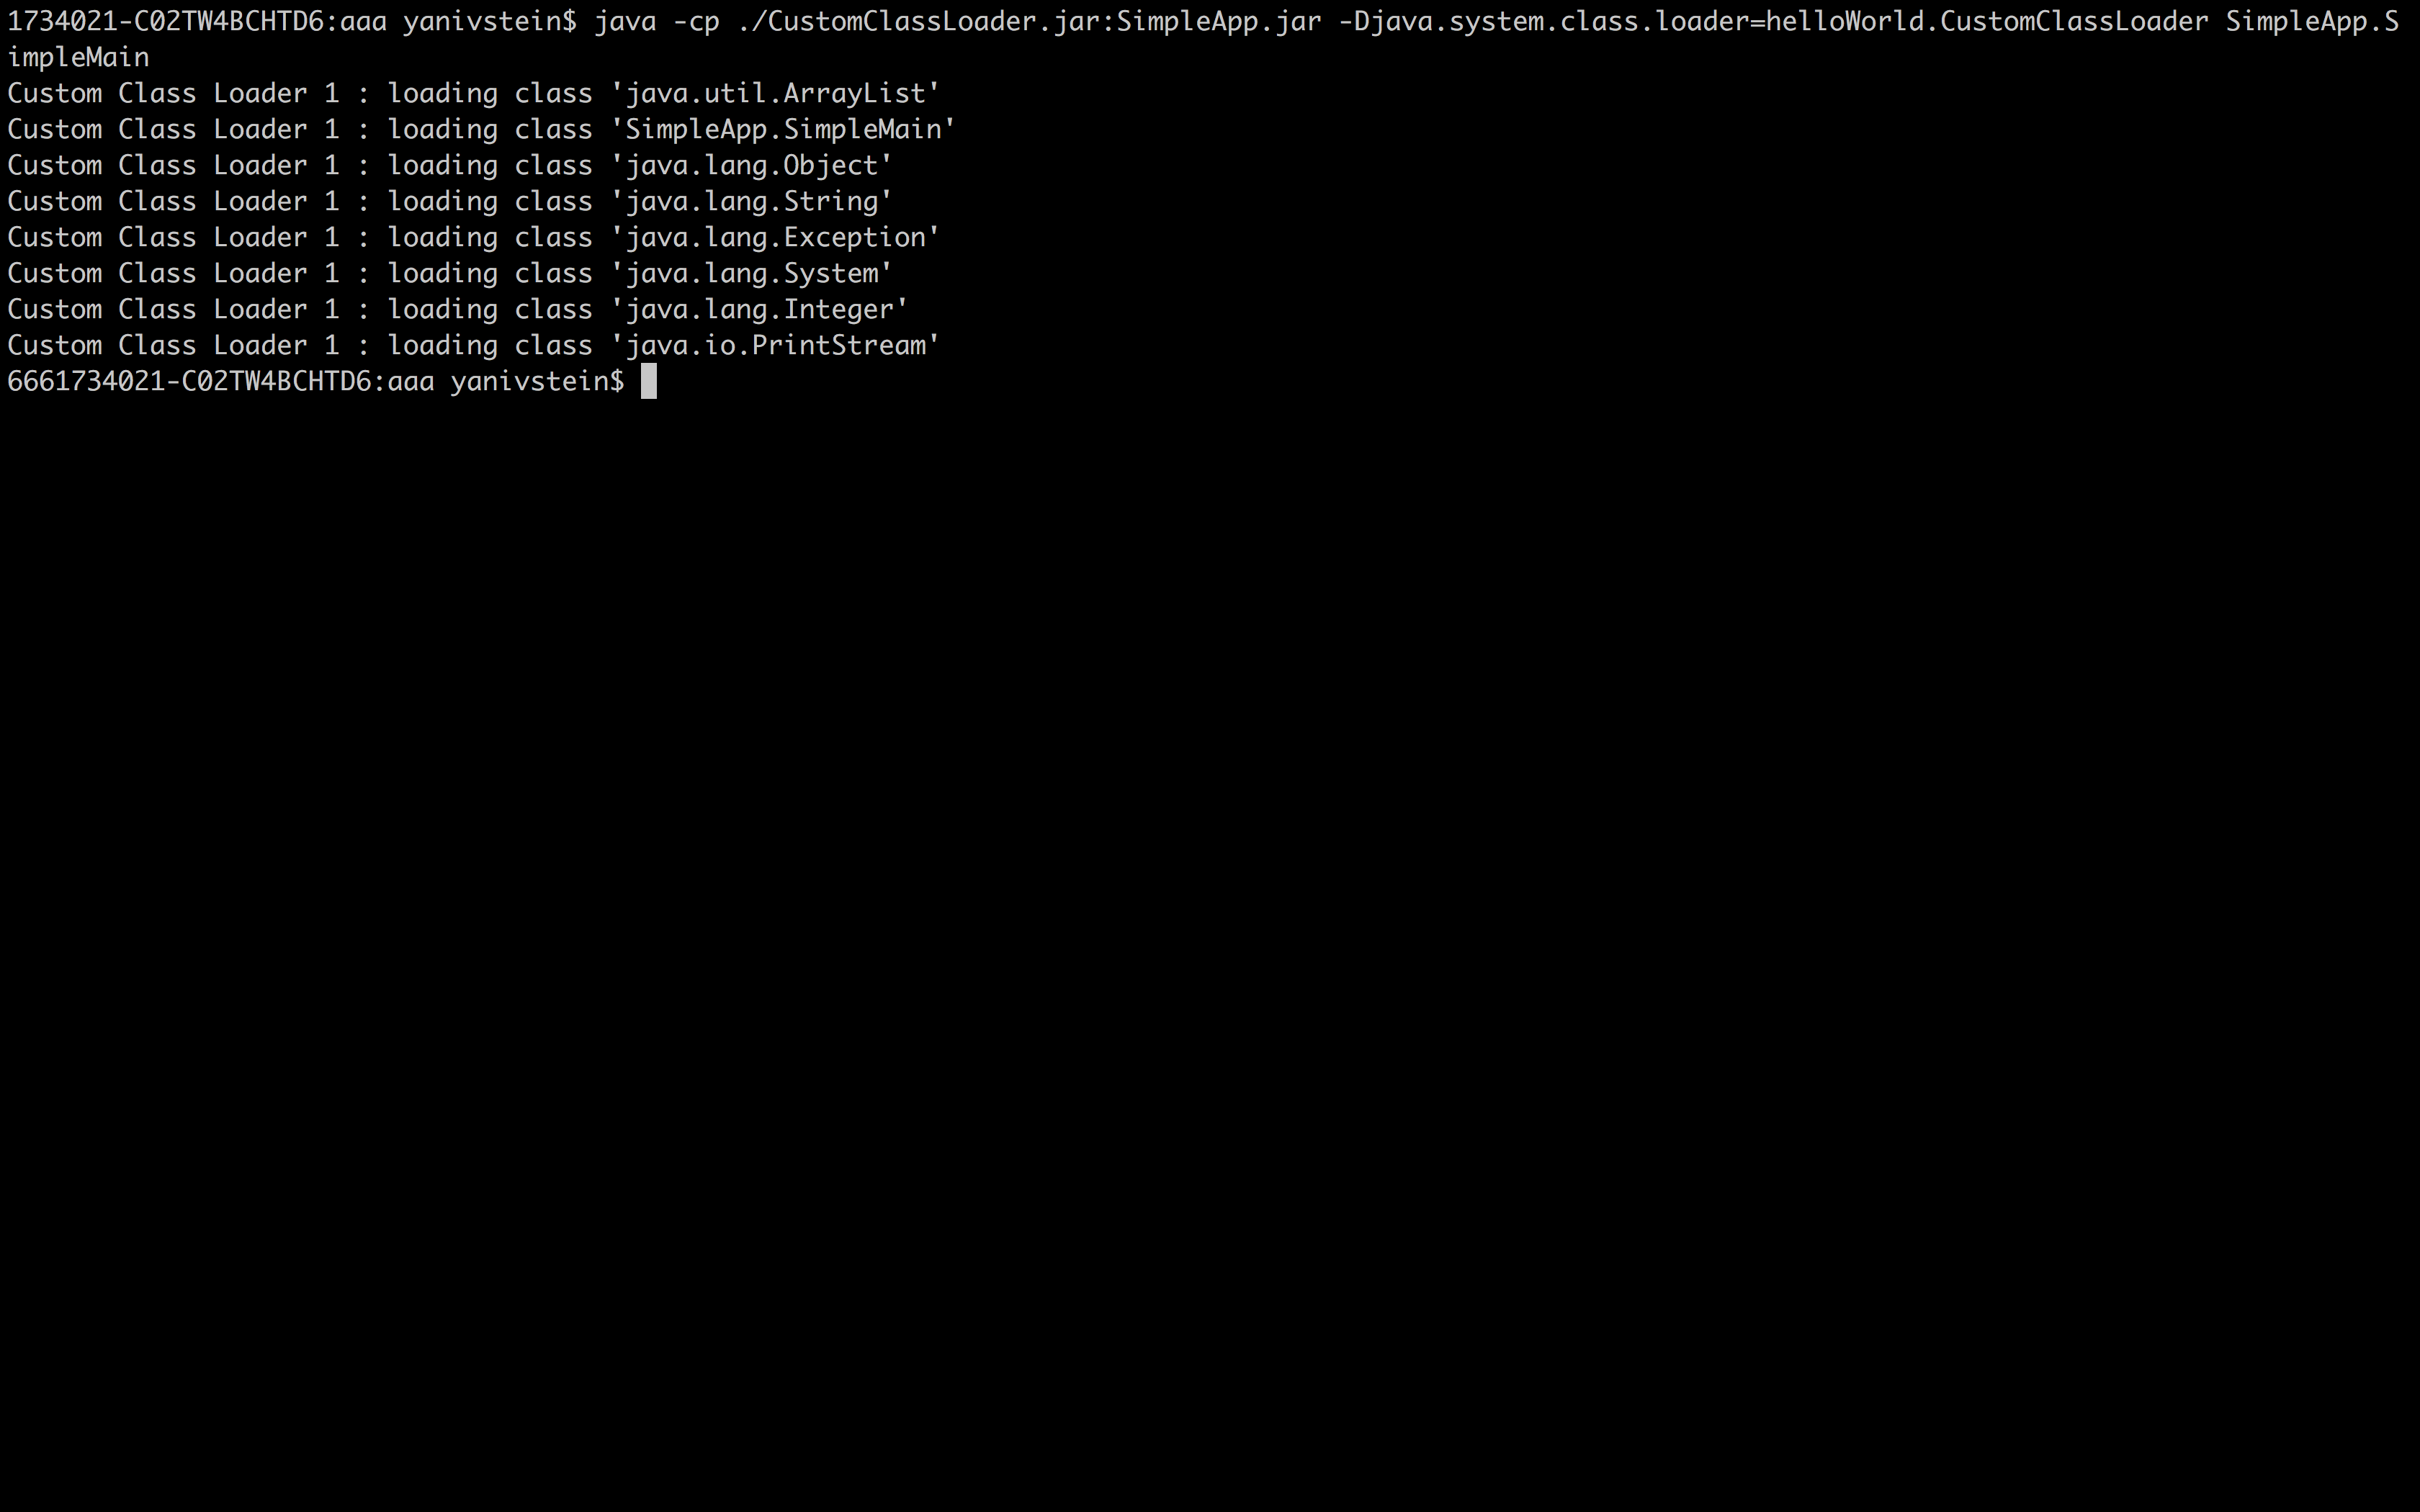 1734021-C02TW4BCHTD6:aaa yanivstein$ java -cp ./CustomClassLoader.jar:SimpleApp.jar -Djava.system.class.loader=helloWorld.CustomClassLoader SimpleApp.S
impleMain
Custom Class Loader 1 : loading class 'java.util.ArrayList'
Custom Class Loader 1 : loading class 'SimpleApp.SimpleMain'
Custom Class Loader 1 : loading class 'java.lang.Object'
Custom Class Loader 1 : loading class 'java.lang.String'
Custom Class Loader 1 : loading class 'java.lang.Exception'
Custom Class Loader 1 : loading class 'java.lang.System'
Custom Class Loader 1 : loading class 'java.lang.Integer'
Custom Class Loader 1 : loading class 'java.io.PrintStream'
6661734021-C02TW4BCHTD6:aaa yanivstein$